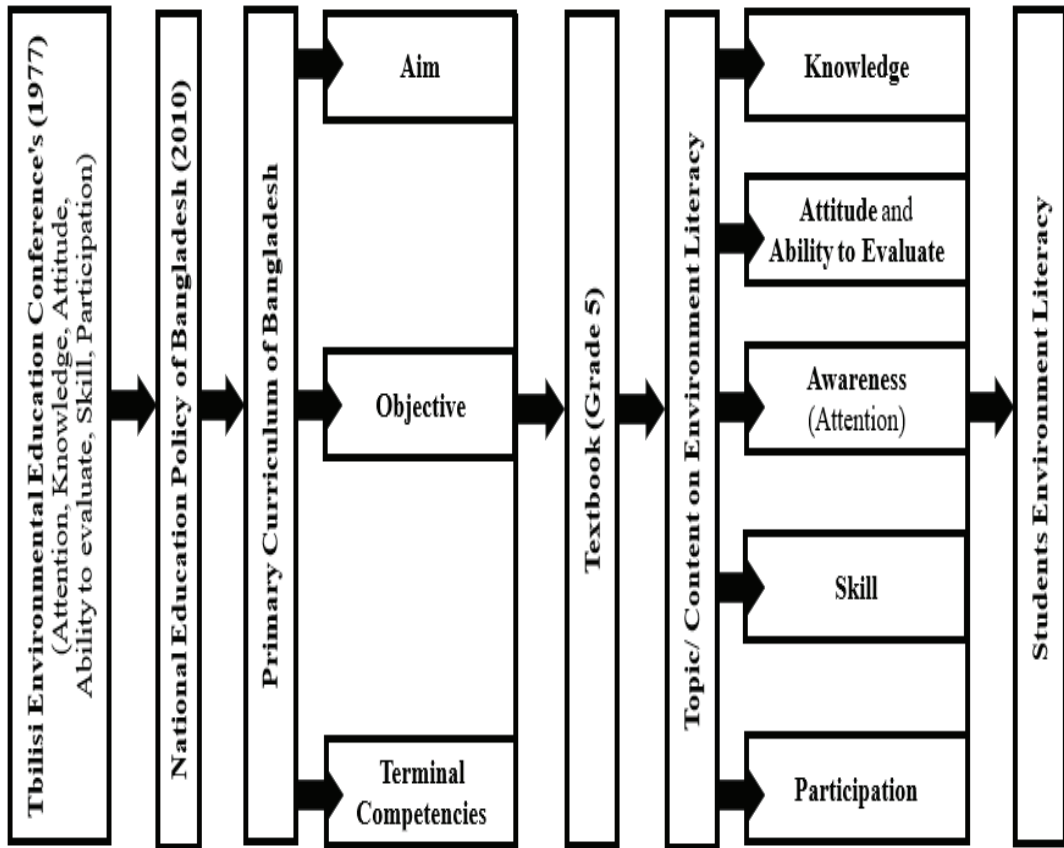 Tbilisi Environmental Education Conference's (1977)
(Attention, Knowledge, Attitude,
Ability to evaluate, Skill, Participation)
National Education Policy of Bangladesh (2010)
Primary Curriculum of Bangladesh
Aim
Objective
Terminal
Competencies
Textbook (Grade 5)
Topic/ Content on Environment Literacy
Knowledge
Attitude and
Ability to Evaluate
Awareness
(Attention)
Skill
Participation
Students Environment Literacy